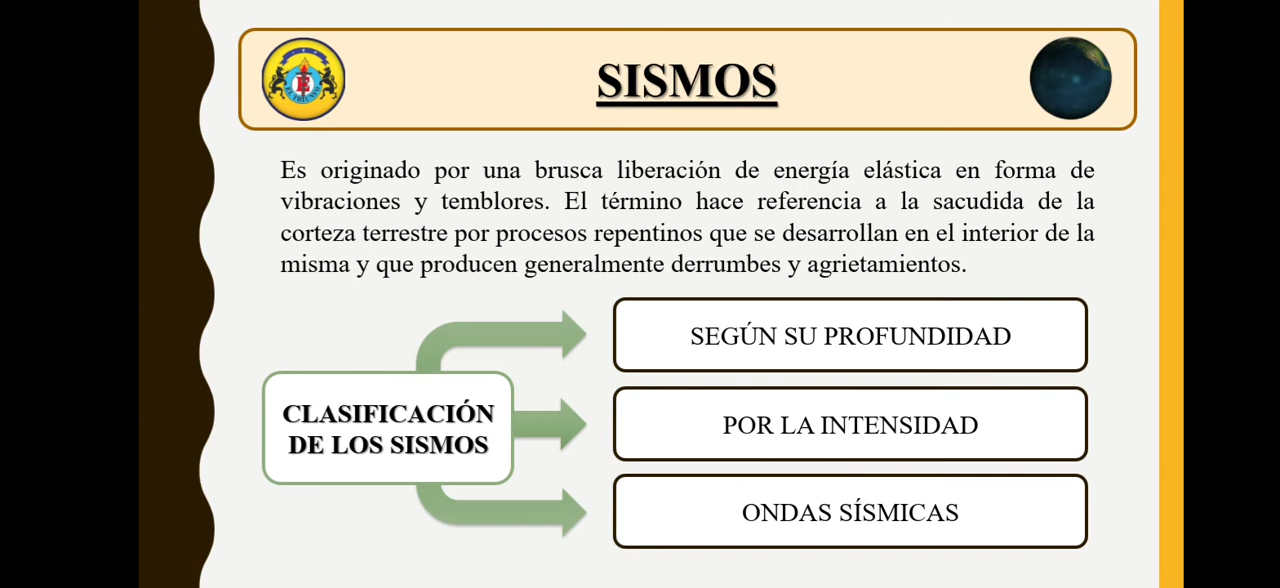 SISMOS
Es originado por una brusca liberación de energía elástica en forma de
vibraciones y temblores. El término hace referencia a la sacudida de la
corteza terrestre por procesos repentinos que se desarrollan en el interior de la
misma y que producen generalmente derrumbes y agrietamientos.
CLASIFICACIÓN
DE LOS SISMOS
SEGÚN SU PROFUNDIDAD
POR LA INTENSIDAD
ONDAS SÍSMICAS